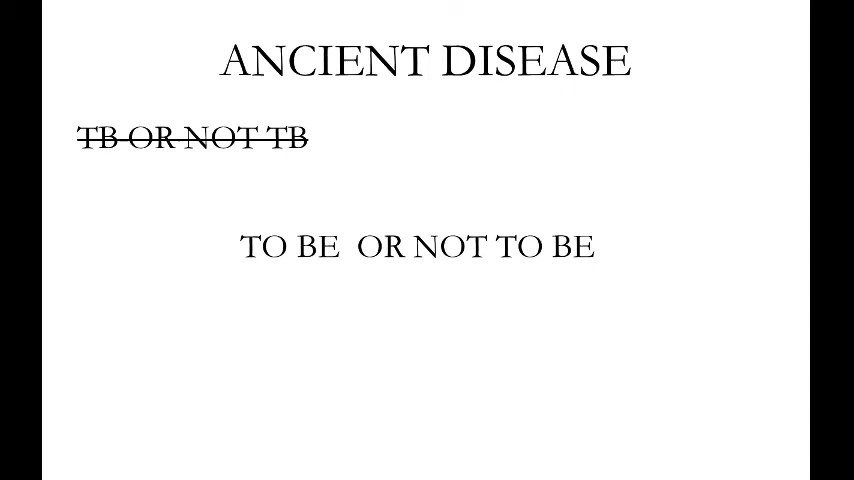 ANCIENT DISEASE
TB OR NOT TB
TO BE  OR NOT TO BE